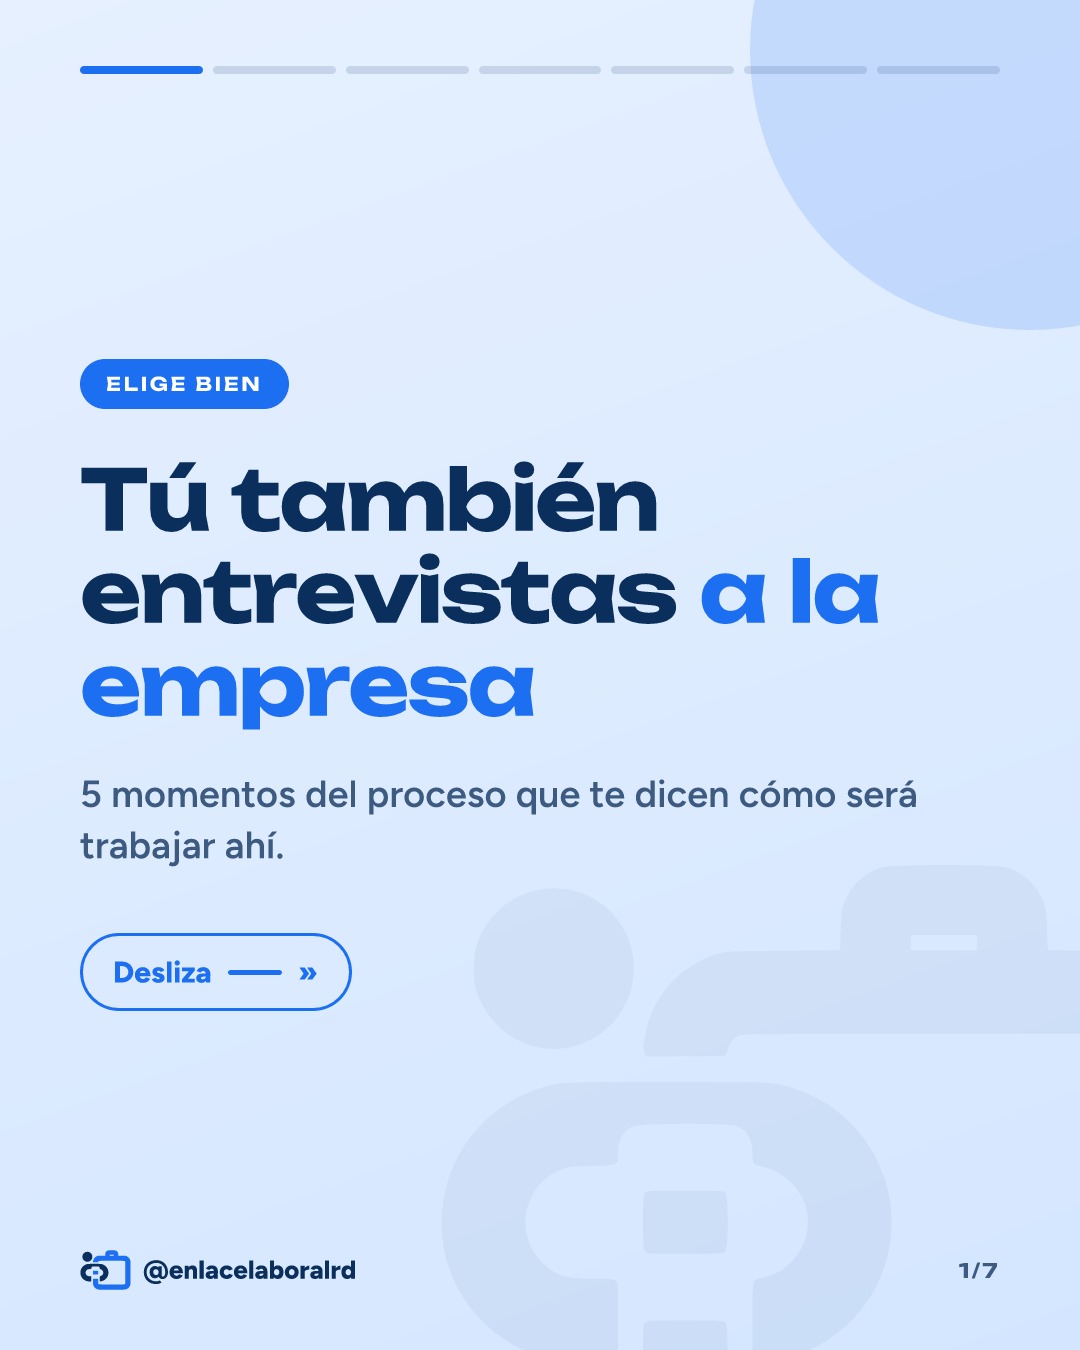 ELIGE BIEN
Tú también
entrevistas a la
empresa
5 momentos del proceso que te dicen cómo será
trabajar ahí.
Desliza — »
@enlacelaboralrd
1/7